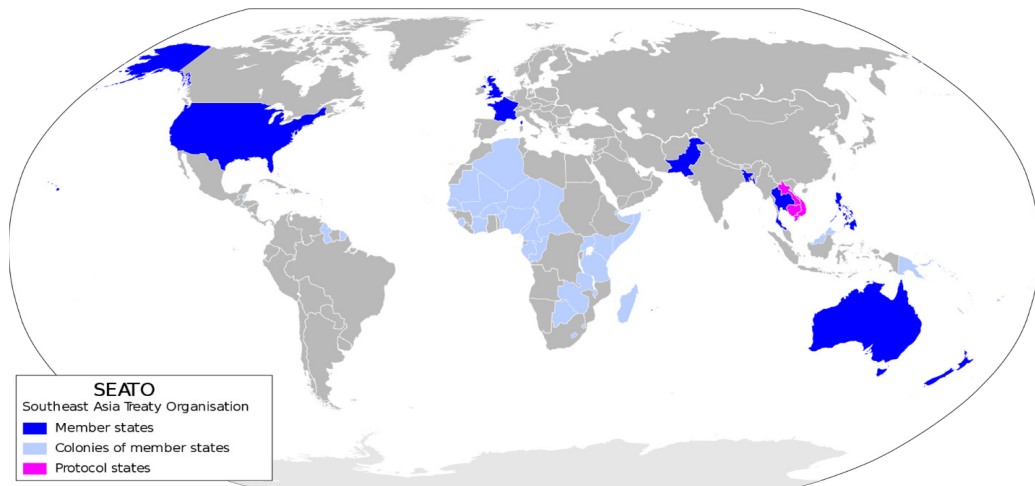 SEATO
Southeast Asia Treaty Organisation
Member states
Colonies of member states
Protocol states